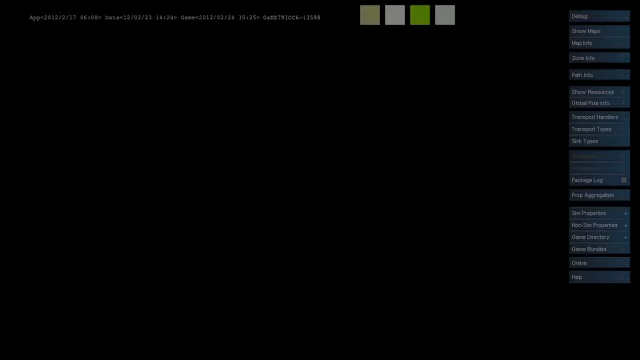 App<2012/2/17 06:08> Data<12/02/23 14:24> Game<2012/02/24 15:25> 0xEE791CC6-13598
Debug
Show Maps
Map Info
Zone Info
Path Info
Show Resources
Global Rule Info
Transport Handlers
Transport Types
Sink Types
Package Log
Prop Aggregation
Sim Properties
Non-Sim Properties
Game Directory
Game Bundles
Online
Help